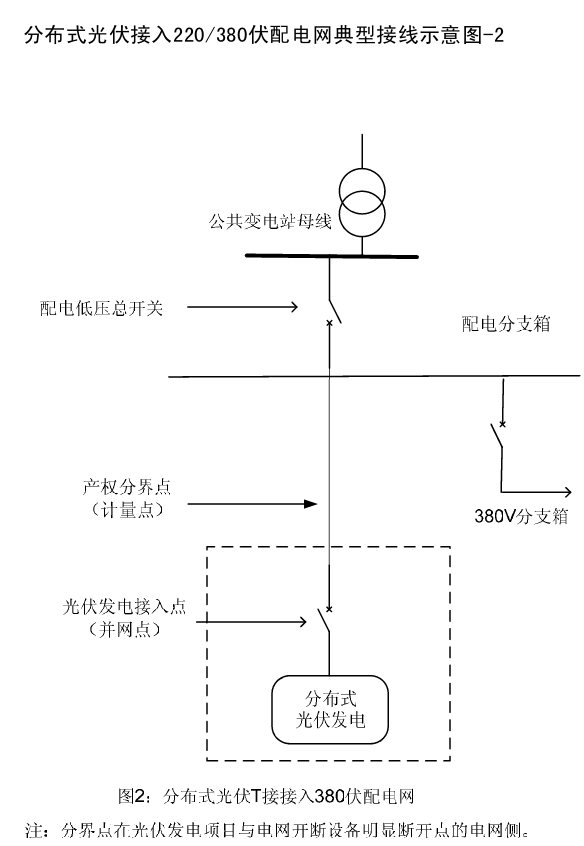 分布式光伏接入220/380伏配电网典型接线示意图-2
公共变电站母线
配电低压总开关
配电分支箱
产权分界点
（计量点）
380V分支箱
光伏发电接入点
（并网点）
分布式
光伏发电
图2：分布式光伏T接接入380伏配电网
注：分界点在光伏发电项目与电网开断设备明显断开点的电网侧。